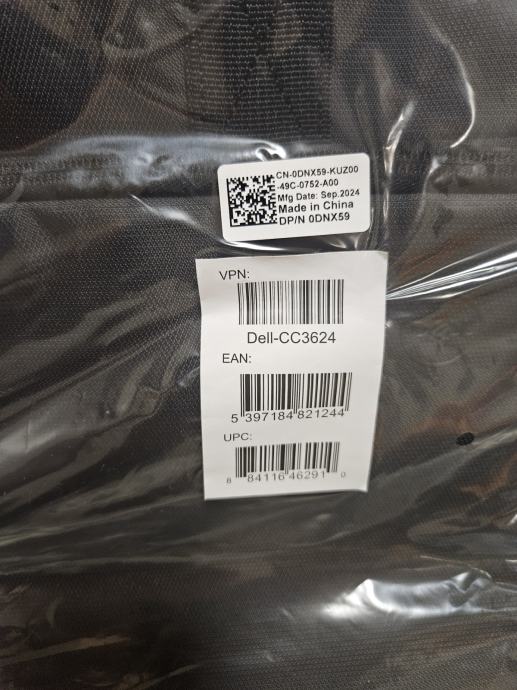 CN-0DNX59-KUZ00
-49C-0752-A00
Mfg Date: Sep.2024
Made in China
DP/N 0DNX59
VPN:
Dell-CC3624
EAN:
5 397184 821244
UPC:
8 84116 46291 0